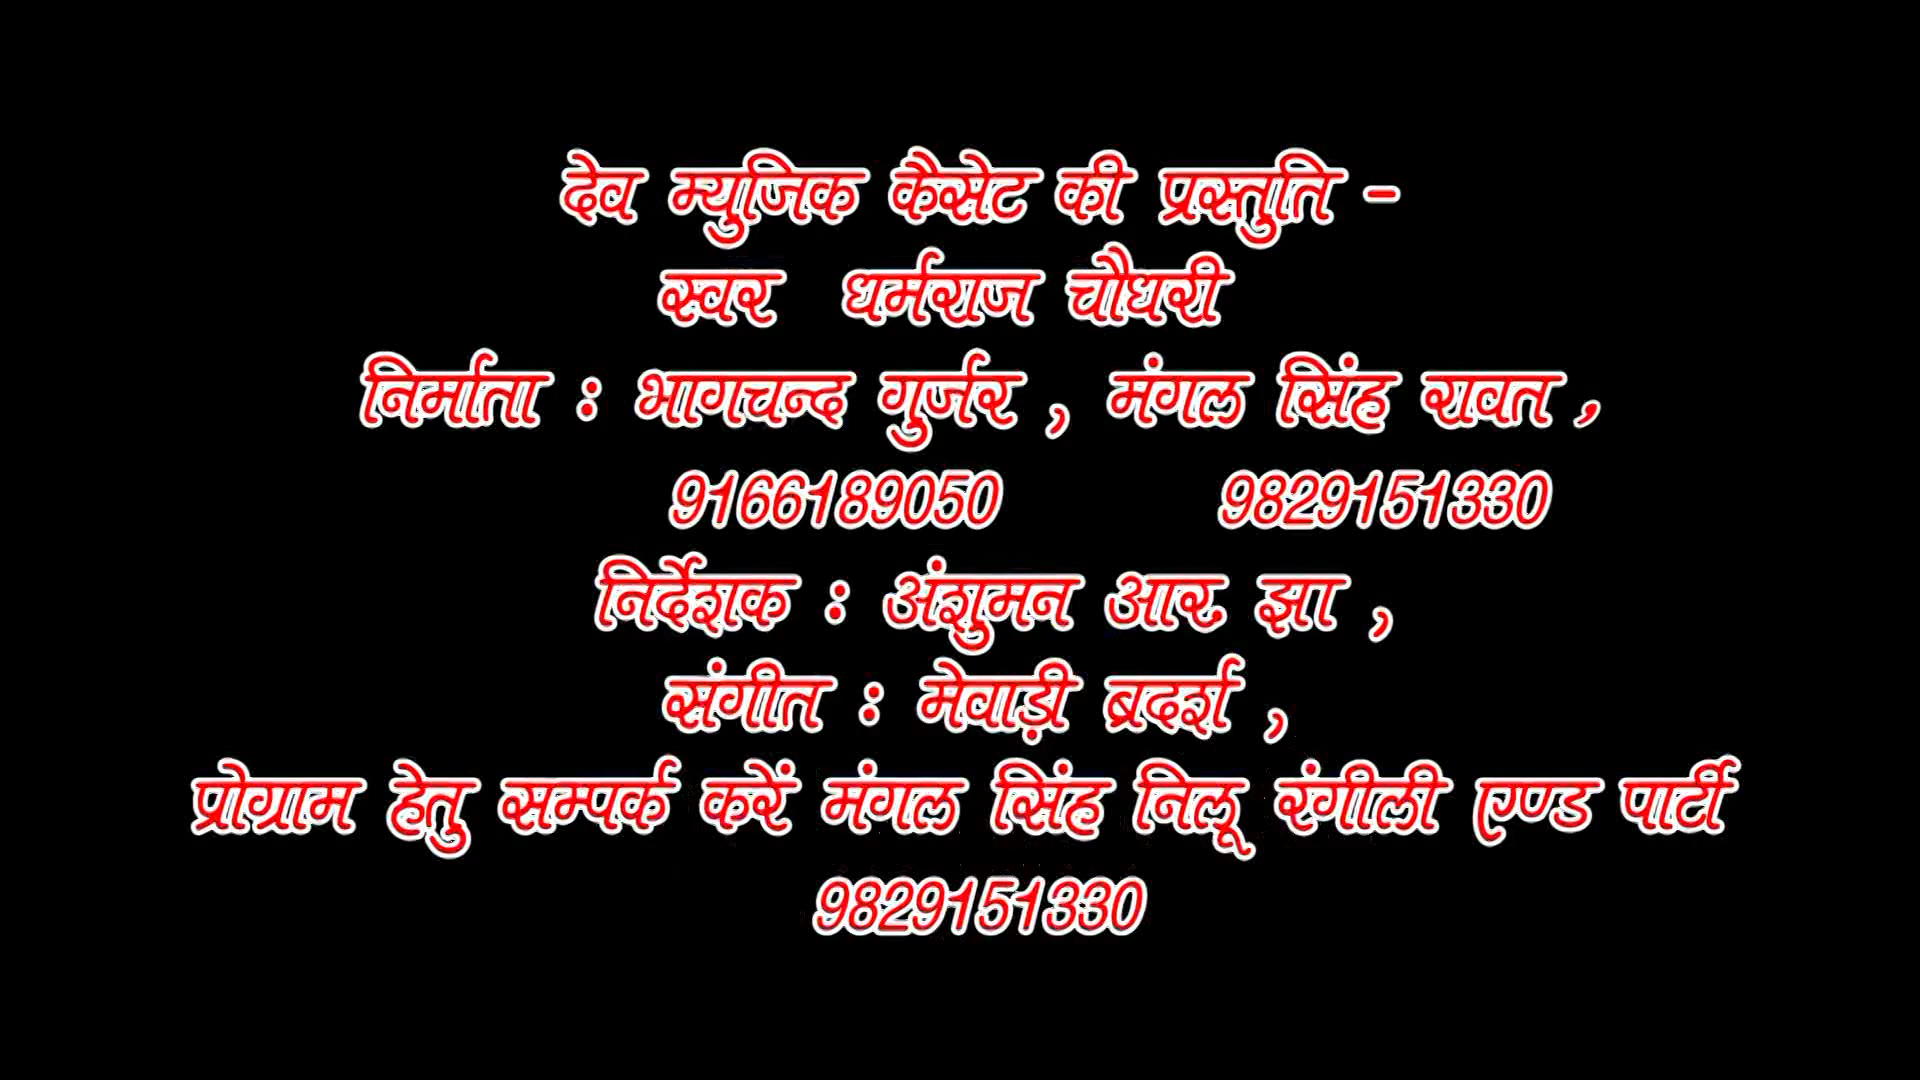 देव म्युजिक कैसेट की प्रस्तुति -
स्वर धर्मराज चौधरी
निर्माता : भागचन्द गुर्जर , मंगल सिंह रावत ,
9166189050 9829151330
निर्देशक : अंशुमन आर. झा ,
संगीत : मेवाड़ी ब्रदर्श ,
प्रोग्राम हेतु सम्पर्क करें मंगल सिंह निलू रंगीली एण्ड पार्टी
9829151330